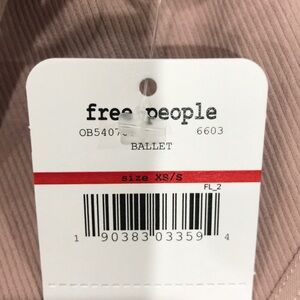 free people
6603
BALLET
size XS/S
FL_2
1 90383 03359 4